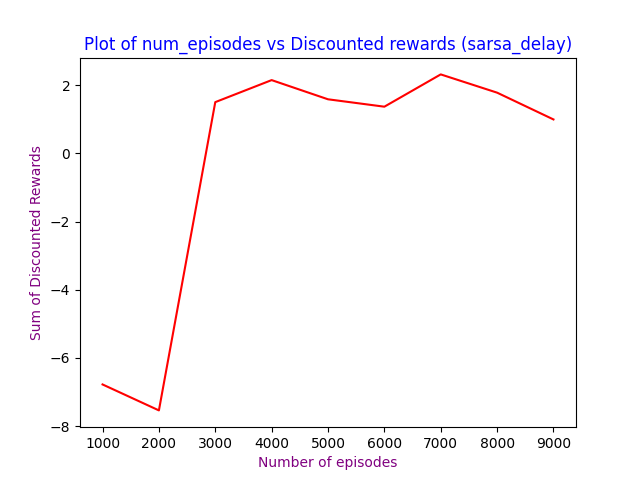 Plot of num_episodes vs Discounted rewards (sarsa_delay)
Sum of Discounted Rewards
2
0
−2
−4
−6
−8
1000 2000 3000 4000 5000 6000 7000 8000 9000
Number of episodes